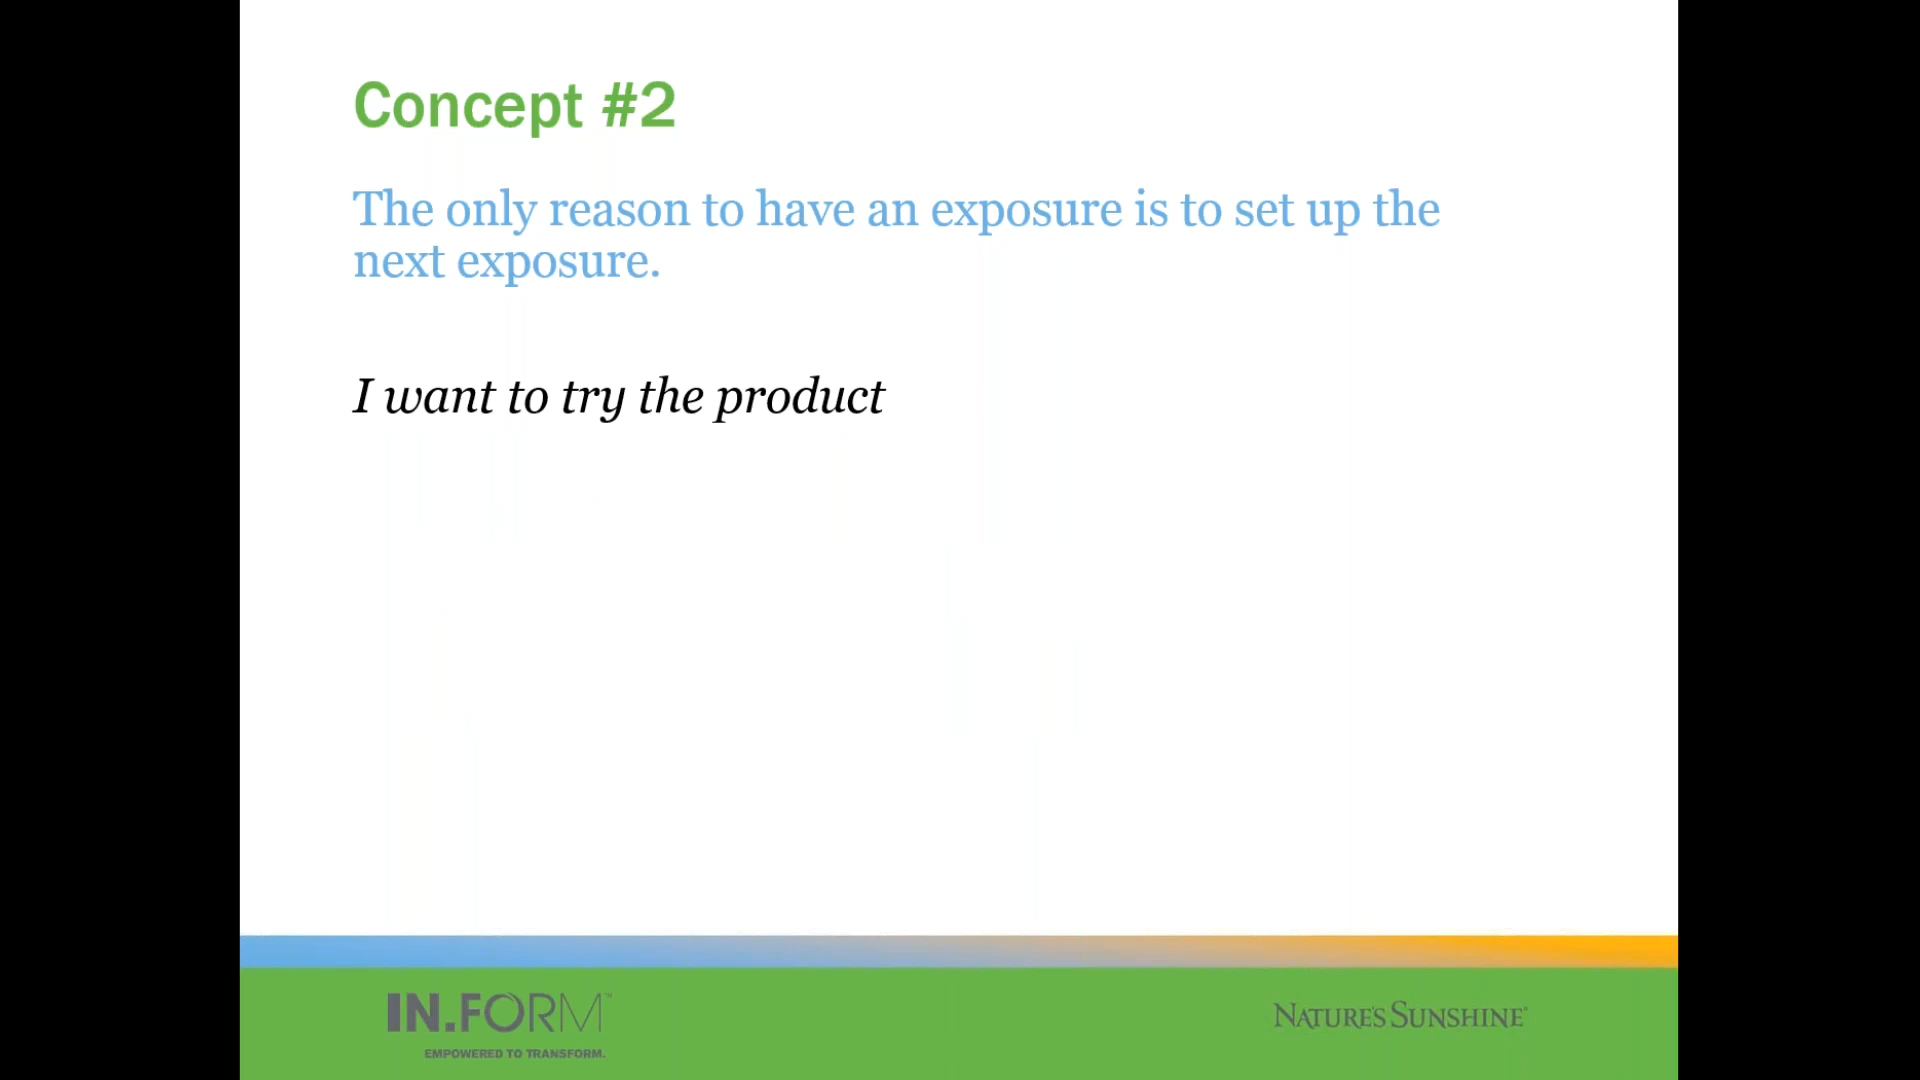 Concept #2
The only reason to have an exposure is to set up the
next exposure.
I want to try the product
IN.FORM™
EMPOWERED TO TRANSFORM.
NATURE'S SUNSHINE®